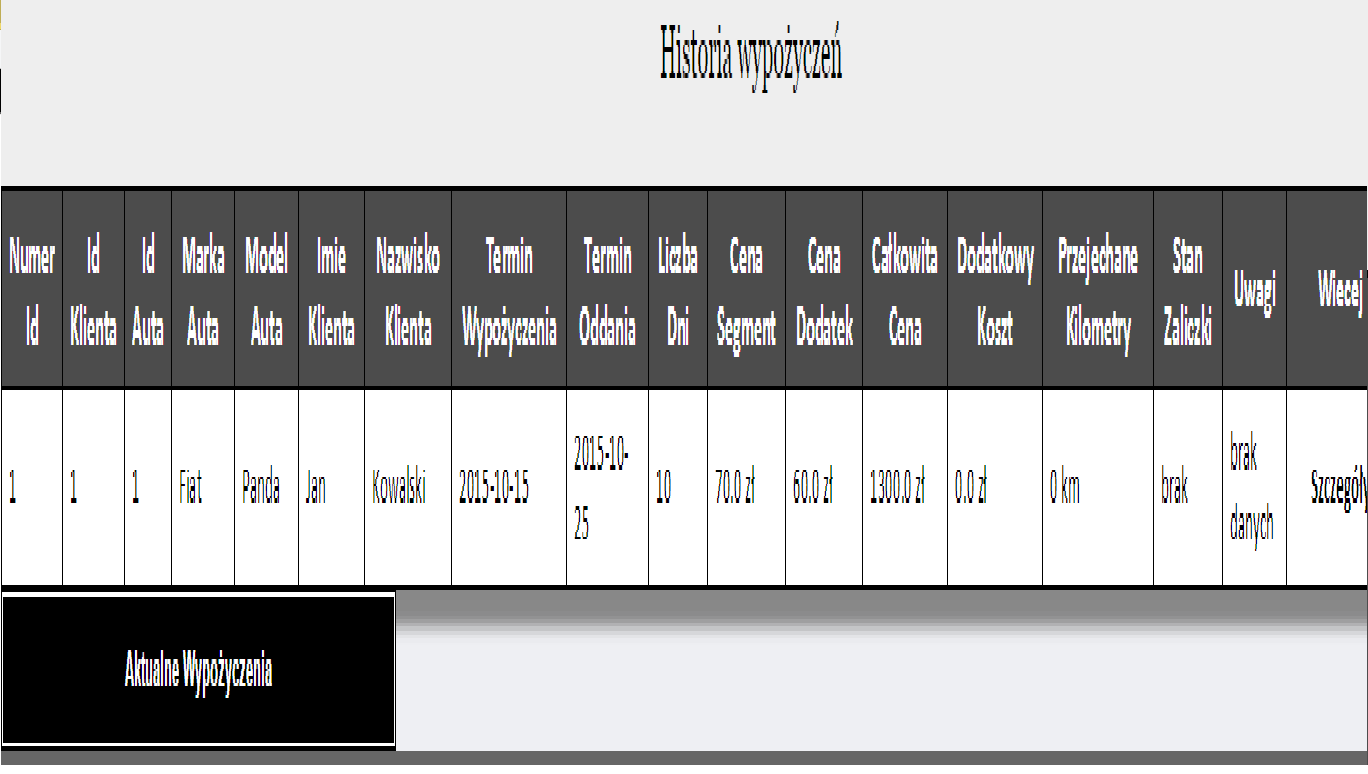 Historia wypożyczeń
Numer Id
Id Klienta
Id Auta
Marka Auta
Model Auta
Imie Klienta
Nazwisko Klienta
Termin Wypożyczenia
Termin Oddania
Liczba Dni
Cena Segment
Cena Dodatek
Całkowita Cena
Dodatkowy Koszt
Przejechane Kilometry
Stan Zaliczki
Uwagi
Wiecej
1
1
1
Fiat
Panda
Jan
Kowalski
2015-10-15
2015-10-
25
10
70.0 zł
60.0 zł
1300.0 zł
0.0 zł
0 km
brak
brak
danych
Szczegóły
Aktualne Wypożyczenia